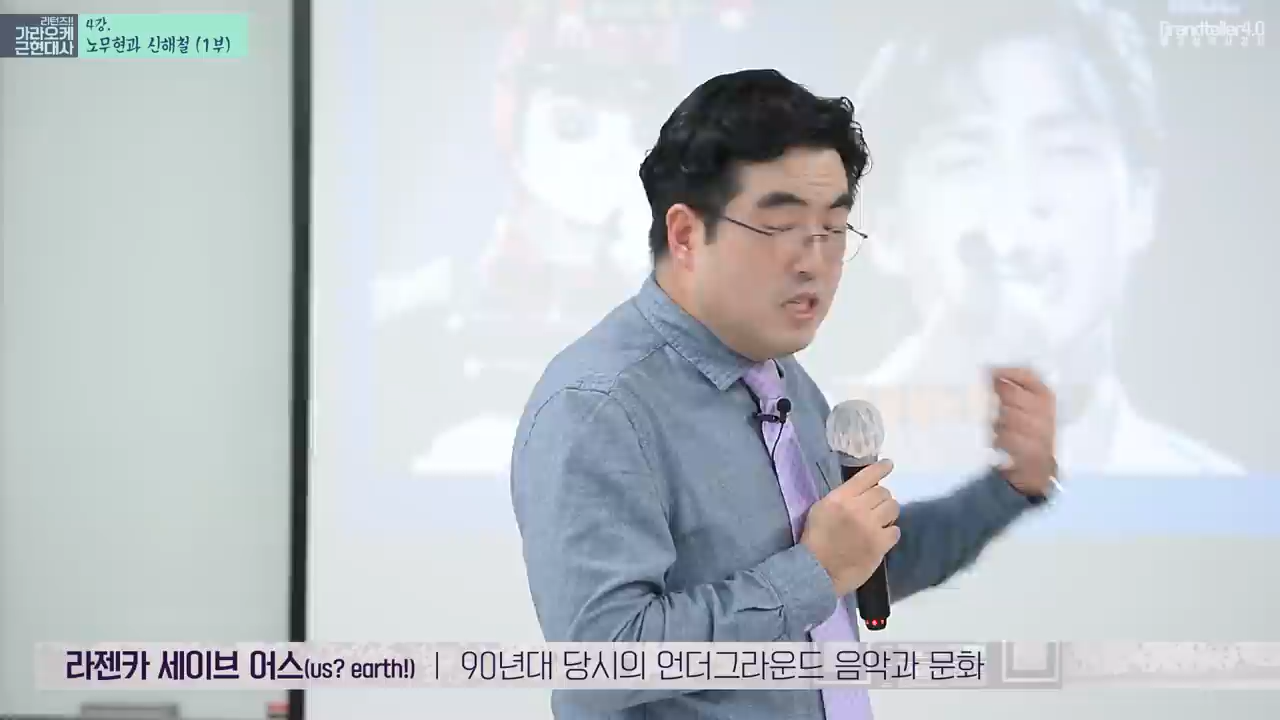 리턴즈!!
가라오케
근현대사
4강.
노무현과 신해철 (1부)
Grandteller4.0
라젠카 세이브 어스(us? earth!) | 90년대 당시의 언더그라운드 음악과 문화